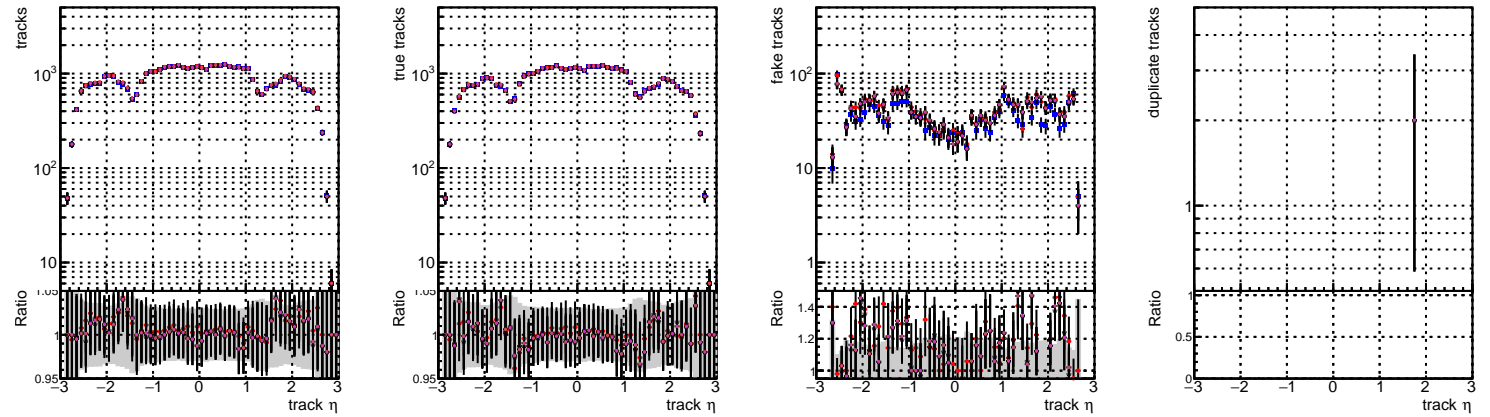 tracks
10³
10²
10
Ratio
1.05
1
0.95
−3 −2 −1 0 1 2 3
track η
true tracks
10³
10²
10
Ratio
1.05
1
0.95
−3 −2 −1 0 1 2 3
track η
fake tracks
10²
10
1
Ratio
1.4
1.2
1
−3 −2 −1 0 1 2 3
track η
duplicate tracks
1
Ratio
1
0.5
0
−3 −2 −1 0 1 2 3
track η